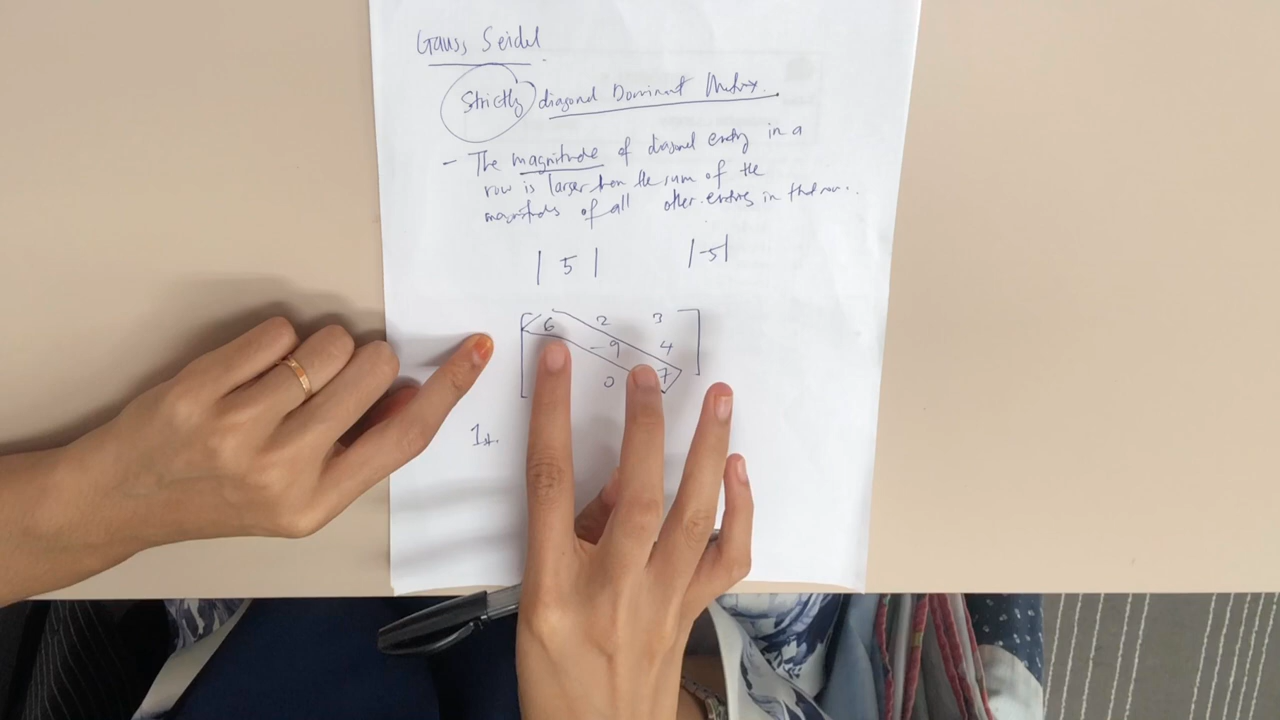 Gauss Seidel
Strictly diagonal Dominant Matrix.
- The magnitude of diagonal entry in a
row is larger than the sum of the
magnitudes of all other entries in that row.
|5| |-5|
6 2 3
-9 4
0 7
1st.